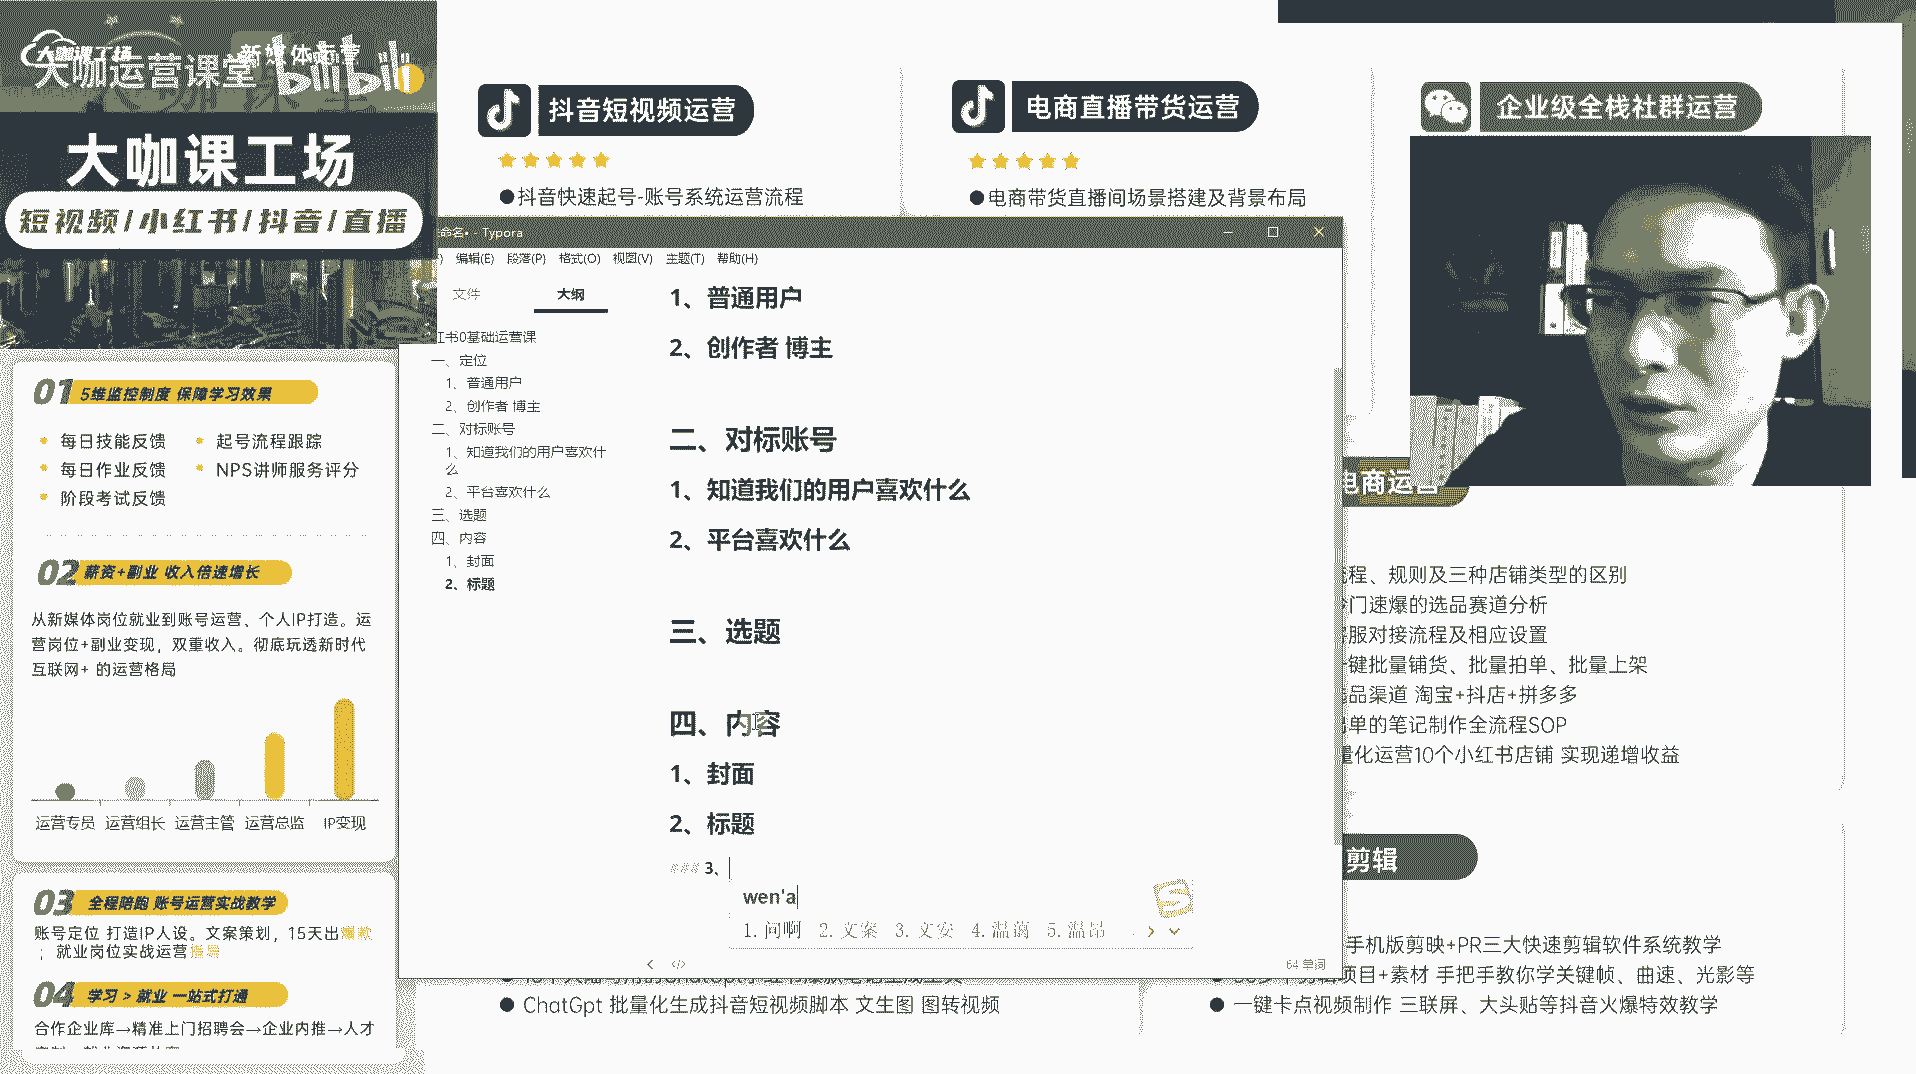 大咖课工场
大咖运营课堂
新媒体运营
bilibili
大咖课工场
短视频/小红书/抖音/直播
01 5维监控制度 保障学习效果
每日技能反馈
起号流程跟踪
每日作业反馈
NPS讲师服务评分
阶段考试反馈
02 薪资+副业 收入倍速增长
从新媒体岗位就业到账号运营、个人IP打造。运
营岗位+副业变现，双重收入。彻底玩透新时代
互联网+ 的运营格局
运营专员 运营组长 运营主管 运营总监 IP变现
03 全程陪跑 账号运营实战教学
账号定位 打造IP人设。文案策划，15天出爆款
；就业岗位实战运营指导
04 学习 > 就业 一站式打通
合作企业库→精准上门招聘会→企业内推→人才
抖音短视频运营
●抖音快速起号-账号系统运营流程
电商直播带货运营
●电商带货直播间场景搭建及背景布局
企业级全栈社群运营
命名• - Typora
编辑(E) 段落(P) 格式(O) 视图(V) 主题(T) 帮助(H)
文件 大纲
红书0基础运营课
一、定位
1、普通用户
2、创作者 博主
二、对标账号
1、知道我们的用户喜欢什
么
2、平台喜欢什么
三、选题
四、内容
1、封面
2、标题
1、普通用户
2、创作者 博主
二、对标账号
1、知道我们的用户喜欢什么
2、平台喜欢什么
三、选题
四、内容
1、封面
2、标题
### 3、
wen'a
1.问啊 2.文案 3.文安 4.温蔼 5.温昂
64 单词
电商运营
流程、规则及三种店铺类型的区别
门速爆的选品赛道分析
客服对接流程及相应设置
一键批量铺货、批量拍单、批量上架
选品渠道 淘宝+抖店+拼多多
单的笔记制作全流程SOP
量化运营10个小红书店铺 实现递增收益
剪辑
手机版剪映+PR三大快速剪辑软件系统教学
项目+素材 手把手教你学关键帧、曲速、光影等
● 一键卡点视频制作 三联屏、大头贴等抖音火爆特效教学
● ChatGpt 批量化生成抖音短视频脚本 文生图 图转视频